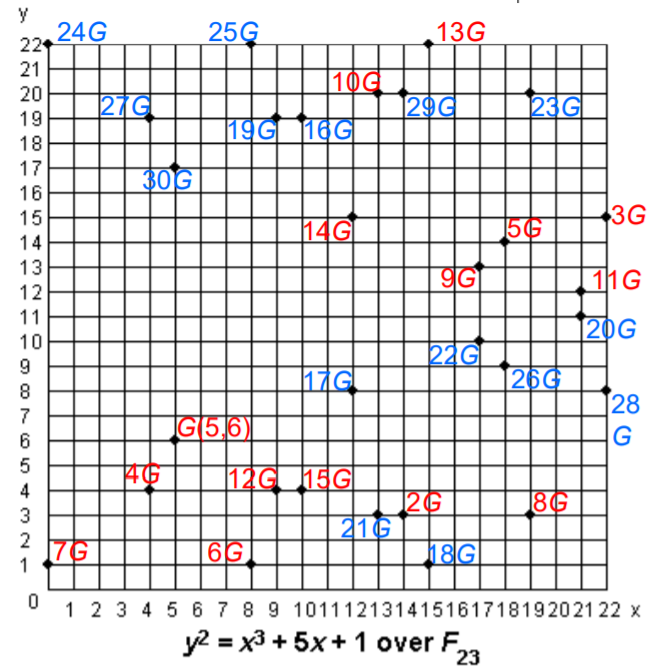 y
24G 25G 13G
22
21
10G
20
27G 29G 23G
19
19G 16G
18
17
30G
16
15 3G
14G 5G
14
13
9G 11G
12
11
20G
10
22G
9
17G 26G
8
28
7
G(5,6)
6 G
5
4G 12G 15G
4
2G 8G
3
21G
2
7G 6G 18G
1
0
1 2 3 4 5 6 7 8 9 10 11 12 13 14 15 16 17 18 19 20 21 22 x
y² = x³ + 5x + 1 over F₂₃